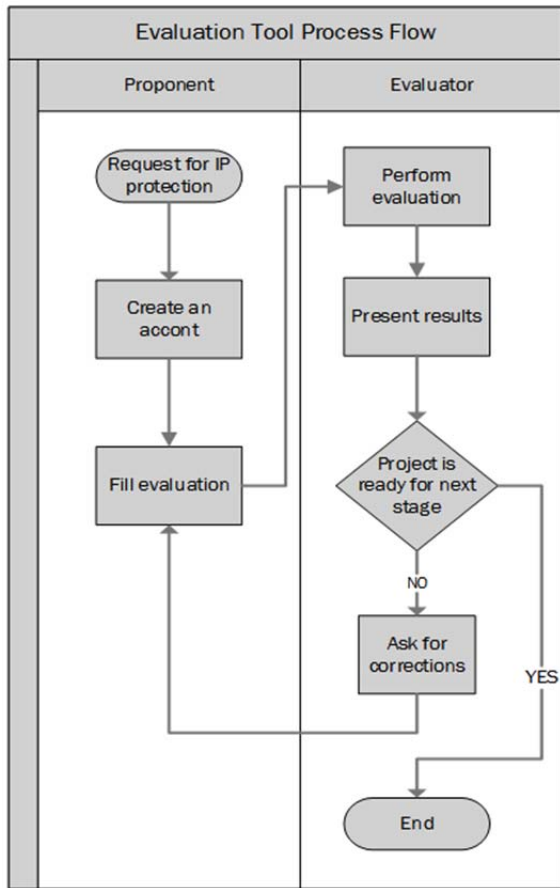 Evaluation Tool Process Flow
Proponent
Evaluator
Request for IP
protection
Create an
accont
Fill evaluation
Perform
evaluation
Present results
Project is
ready for next
stage
NO
Ask for
corrections
YES
End